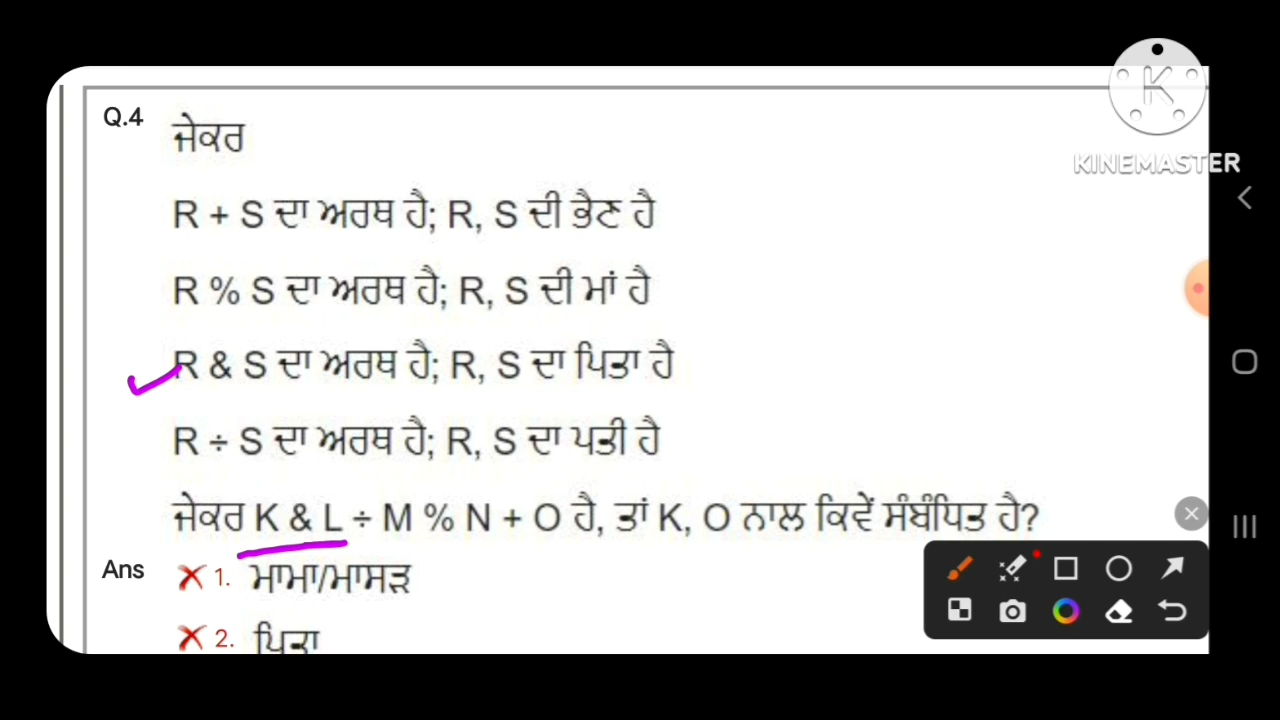 KINEMASTER
Q.4
ਜੇਕਰ
R + S ਦਾ ਅਰਥ ਹੈ; R, S ਦੀ ਭੈਣ ਹੈ
R % S ਦਾ ਅਰਥ ਹੈ; R, S ਦੀ ਮਾਂ ਹੈ
R & S ਦਾ ਅਰਥ ਹੈ; R, S ਦਾ ਪਿਤਾ ਹੈ
R ÷ S ਦਾ ਅਰਥ ਹੈ; R, S ਦਾ ਪਤੀ ਹੈ
ਜੇਕਰ K & L ÷ M % N + O ਹੈ, ਤਾਂ K, O ਨਾਲ ਕਿਵੇਂ ਸੰਬੰਧਿਤ ਹੈ?
Ans 1. ਮਾਮਾ/ਮਾਸੜ
2. ਪਿਤਾ